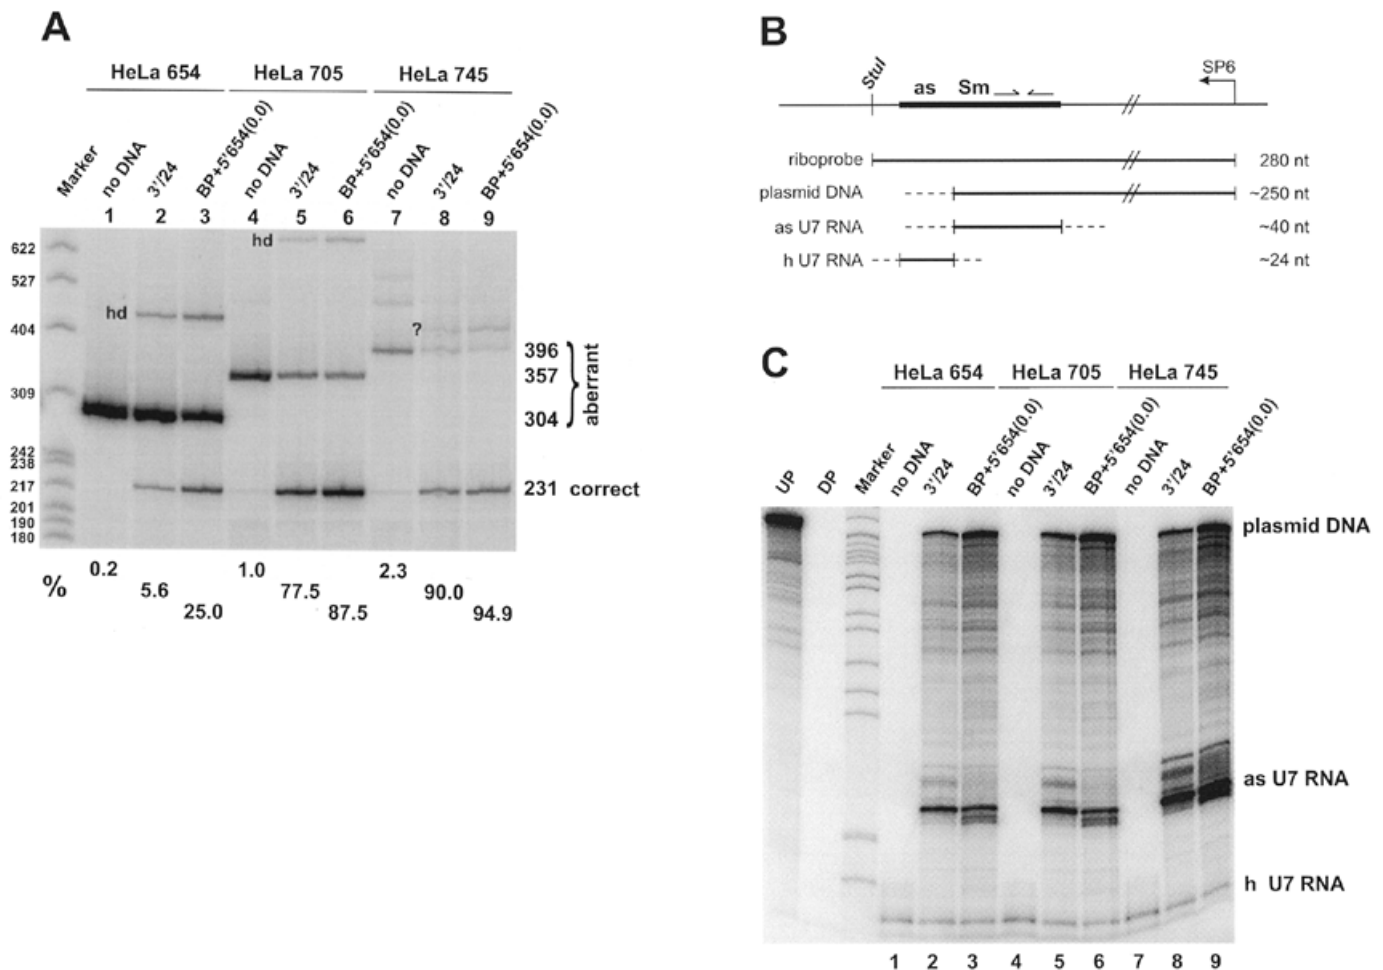 A
HeLa 654 HeLa 705 HeLa 745
Marker no DNA 3'/24 BP+5'654(0.0) no DNA 3'/24 BP+5'654(0.0) no DNA 3'/24 BP+5'654(0.0)
1 2 3 4 5 6 7 8 9
622
527
404
309
242
238
217
201
190
180
hd
hd
?
396
357
304
aberrant
231 correct
% 0.2 5.6 25.0 1.0 77.5 87.5 2.3 90.0 94.9
B
StuI as Sm SP6
riboprobe 280 nt
plasmid DNA ~250 nt
as U7 RNA ~40 nt
h U7 RNA ~24 nt
C
HeLa 654 HeLa 705 HeLa 745
UP DP Marker no DNA 3'/24 BP+5'654(0.0) no DNA 3'/24 BP+5'654(0.0) no DNA 3'/24 BP+5'654(0.0)
plasmid DNA
as U7 RNA
h U7 RNA
1 2 3 4 5 6 7 8 9